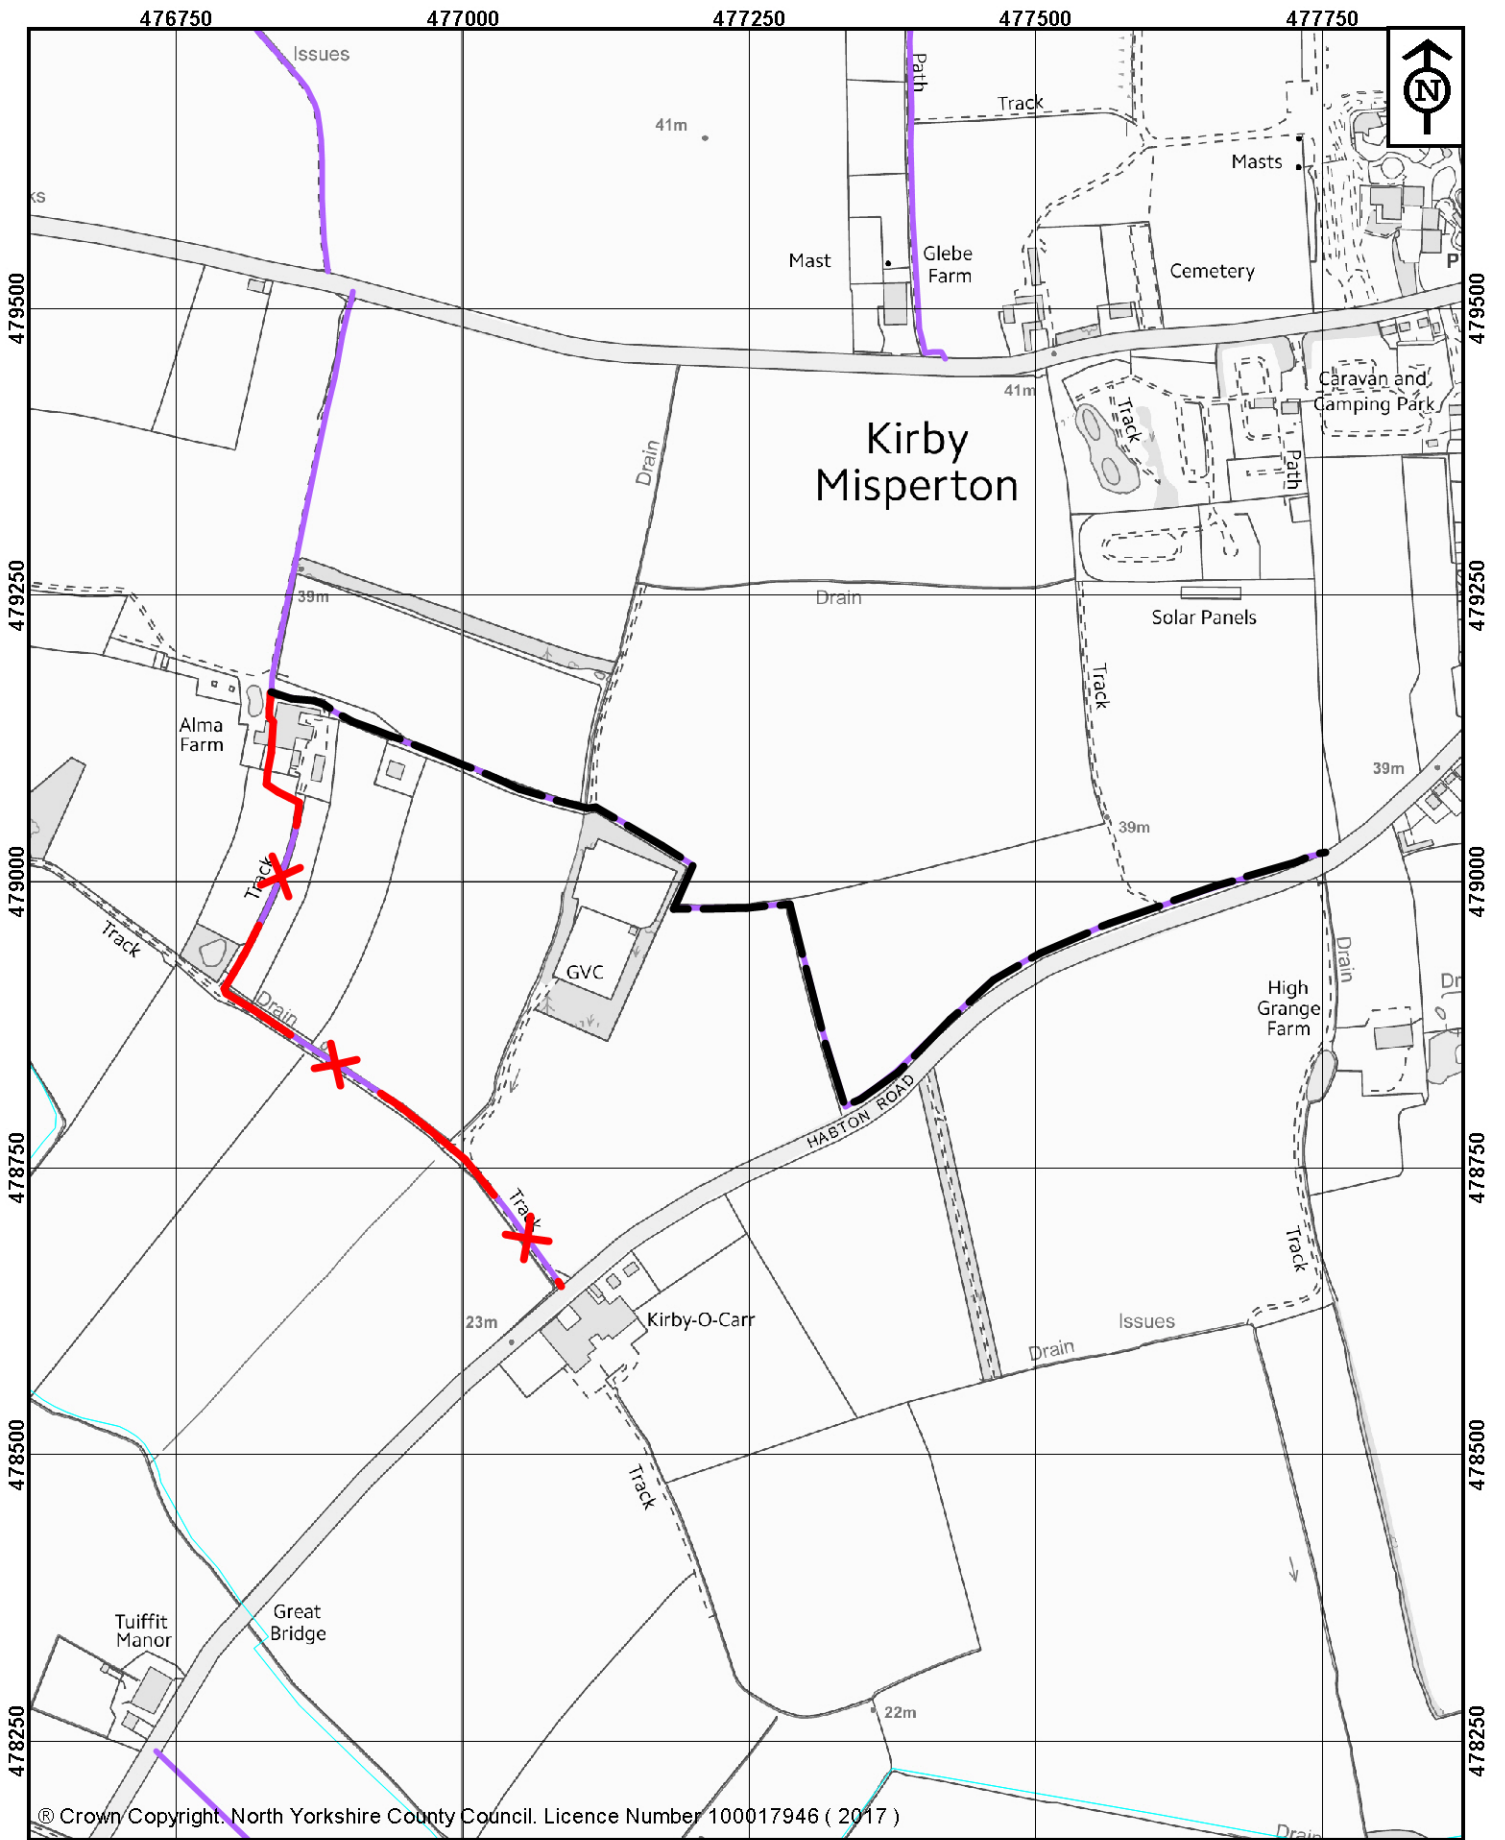 476750
477000
477250
477500
477750
Issues
Path
Track
41m
N
Masts
Mast
Glebe
Farm
Cemetery
P
479500
479500
41m
Caravan and
Camping Park
Track
Kirby
Misperton
Drain
Path
479250
479250
39m
Drain
Solar Panels
Track
Alma
Farm
39m
39m
479000
479000
Track
Track
Drain
GVC
Drain
High
Grange
Farm
HABTON ROAD
478750
478750
Track
Track
23m
Kirby-O-Carr
Issues
Drain
478500
478500
Track
Tuiffit
Manor
Great
Bridge
22m
478250
478250
® Crown Copyright. North Yorkshire County Council. Licence Number 100017946 ( 2017 )
Drain